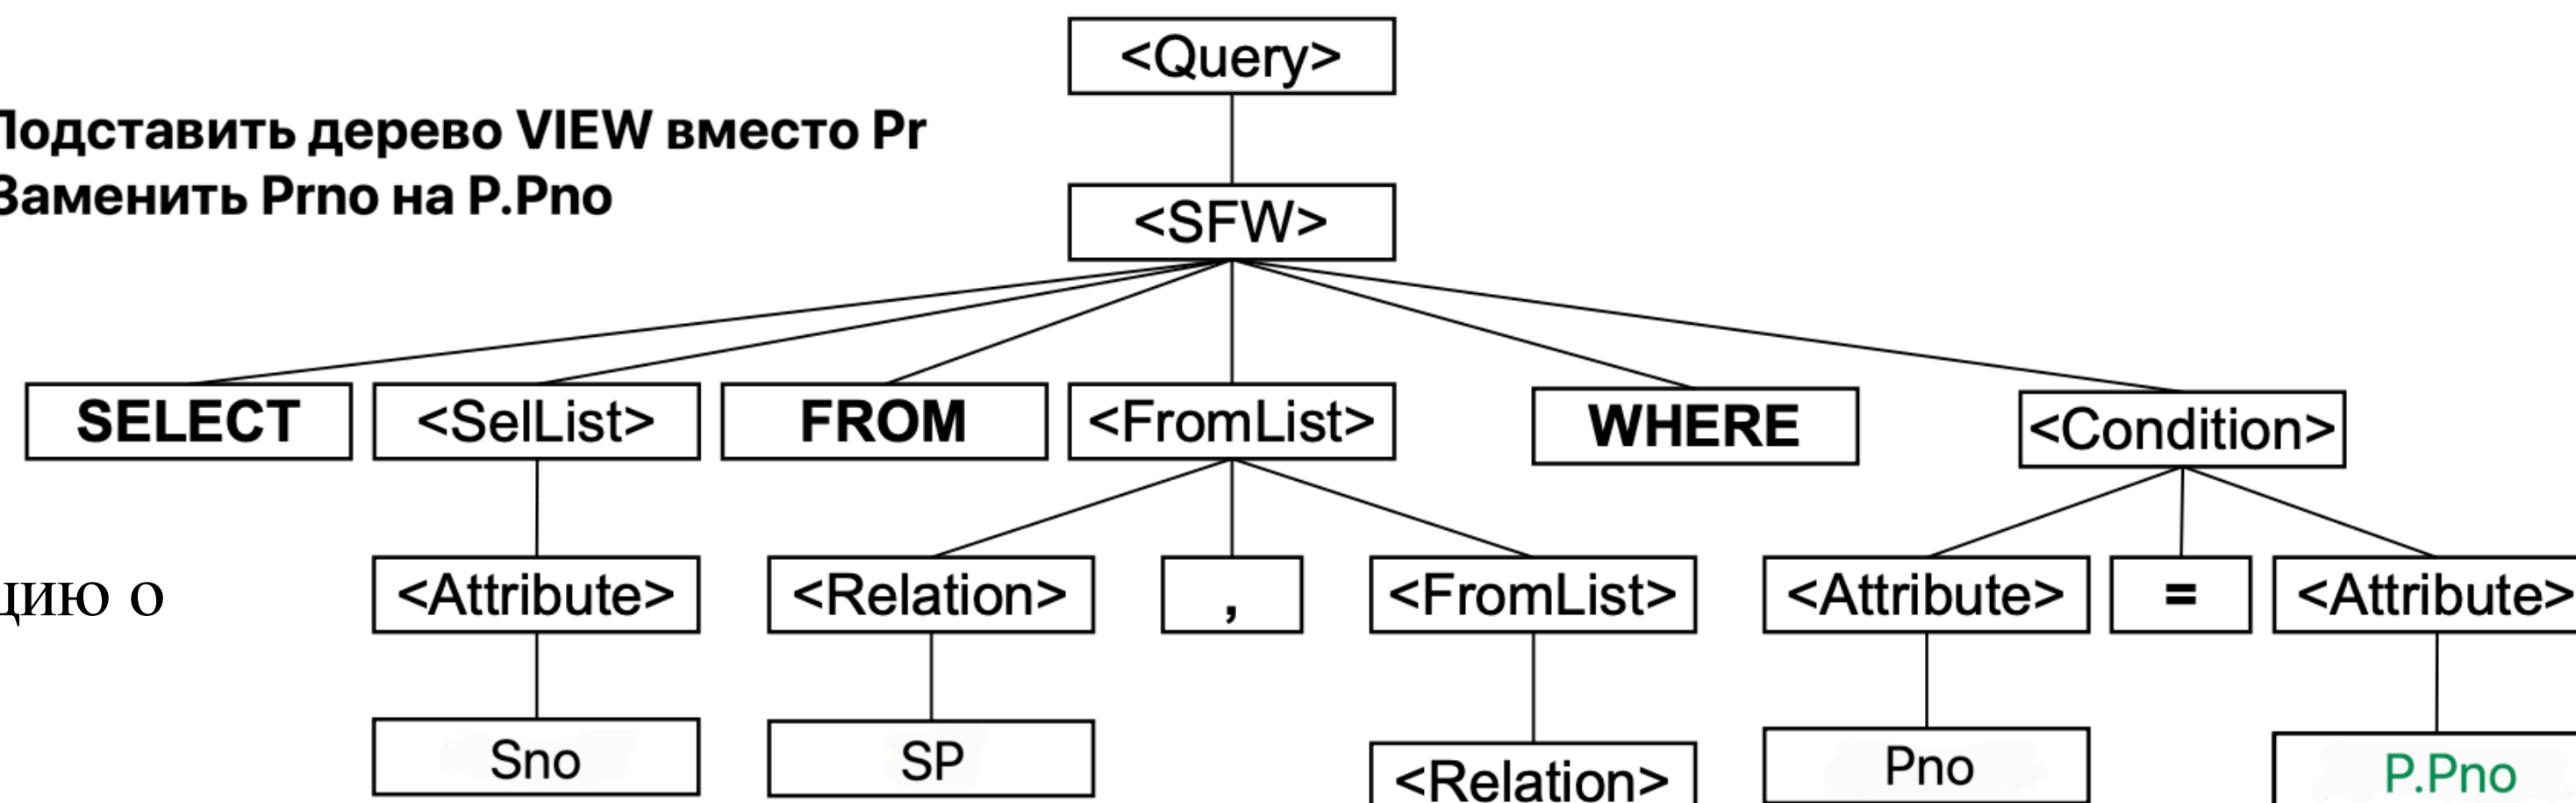 <Query>
Подставить дерево VIEW вместо Pr
Заменить Prno на P.Pno
<SFW>
SELECT <SelList> FROM <FromList> WHERE <Condition>
цию о
<Attribute> <Relation> , <FromList> <Attribute> = <Attribute>
Sno SP <Relation> Pno P.Pno